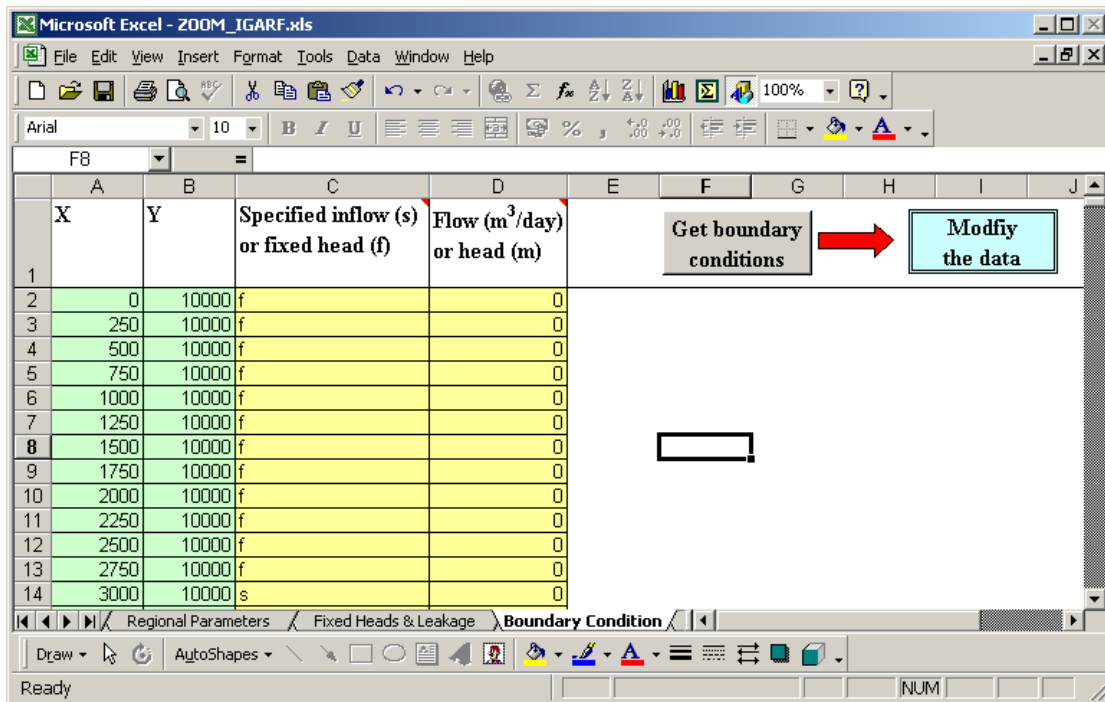 Microsoft Excel - ZOOM_IGARF.xls
File Edit View Insert Format Tools Data Window Help
100%
Arial 10 B I U % ,
F8 =
A B C D E F G H I J
1 X Y Specified inflow (s) or fixed head (f) Flow (m³/day) or head (m)
Get boundary conditions
Modfiy the data
2 0 10000 f 0
3 250 10000 f 0
4 500 10000 f 0
5 750 10000 f 0
6 1000 10000 f 0
7 1250 10000 f 0
8 1500 10000 f 0
9 1750 10000 f 0
10 2000 10000 f 0
11 2250 10000 f 0
12 2500 10000 f 0
13 2750 10000 f 0
14 3000 10000 s 0
Regional Parameters Fixed Heads & Leakage Boundary Condition
Draw AutoShapes
Ready NUM